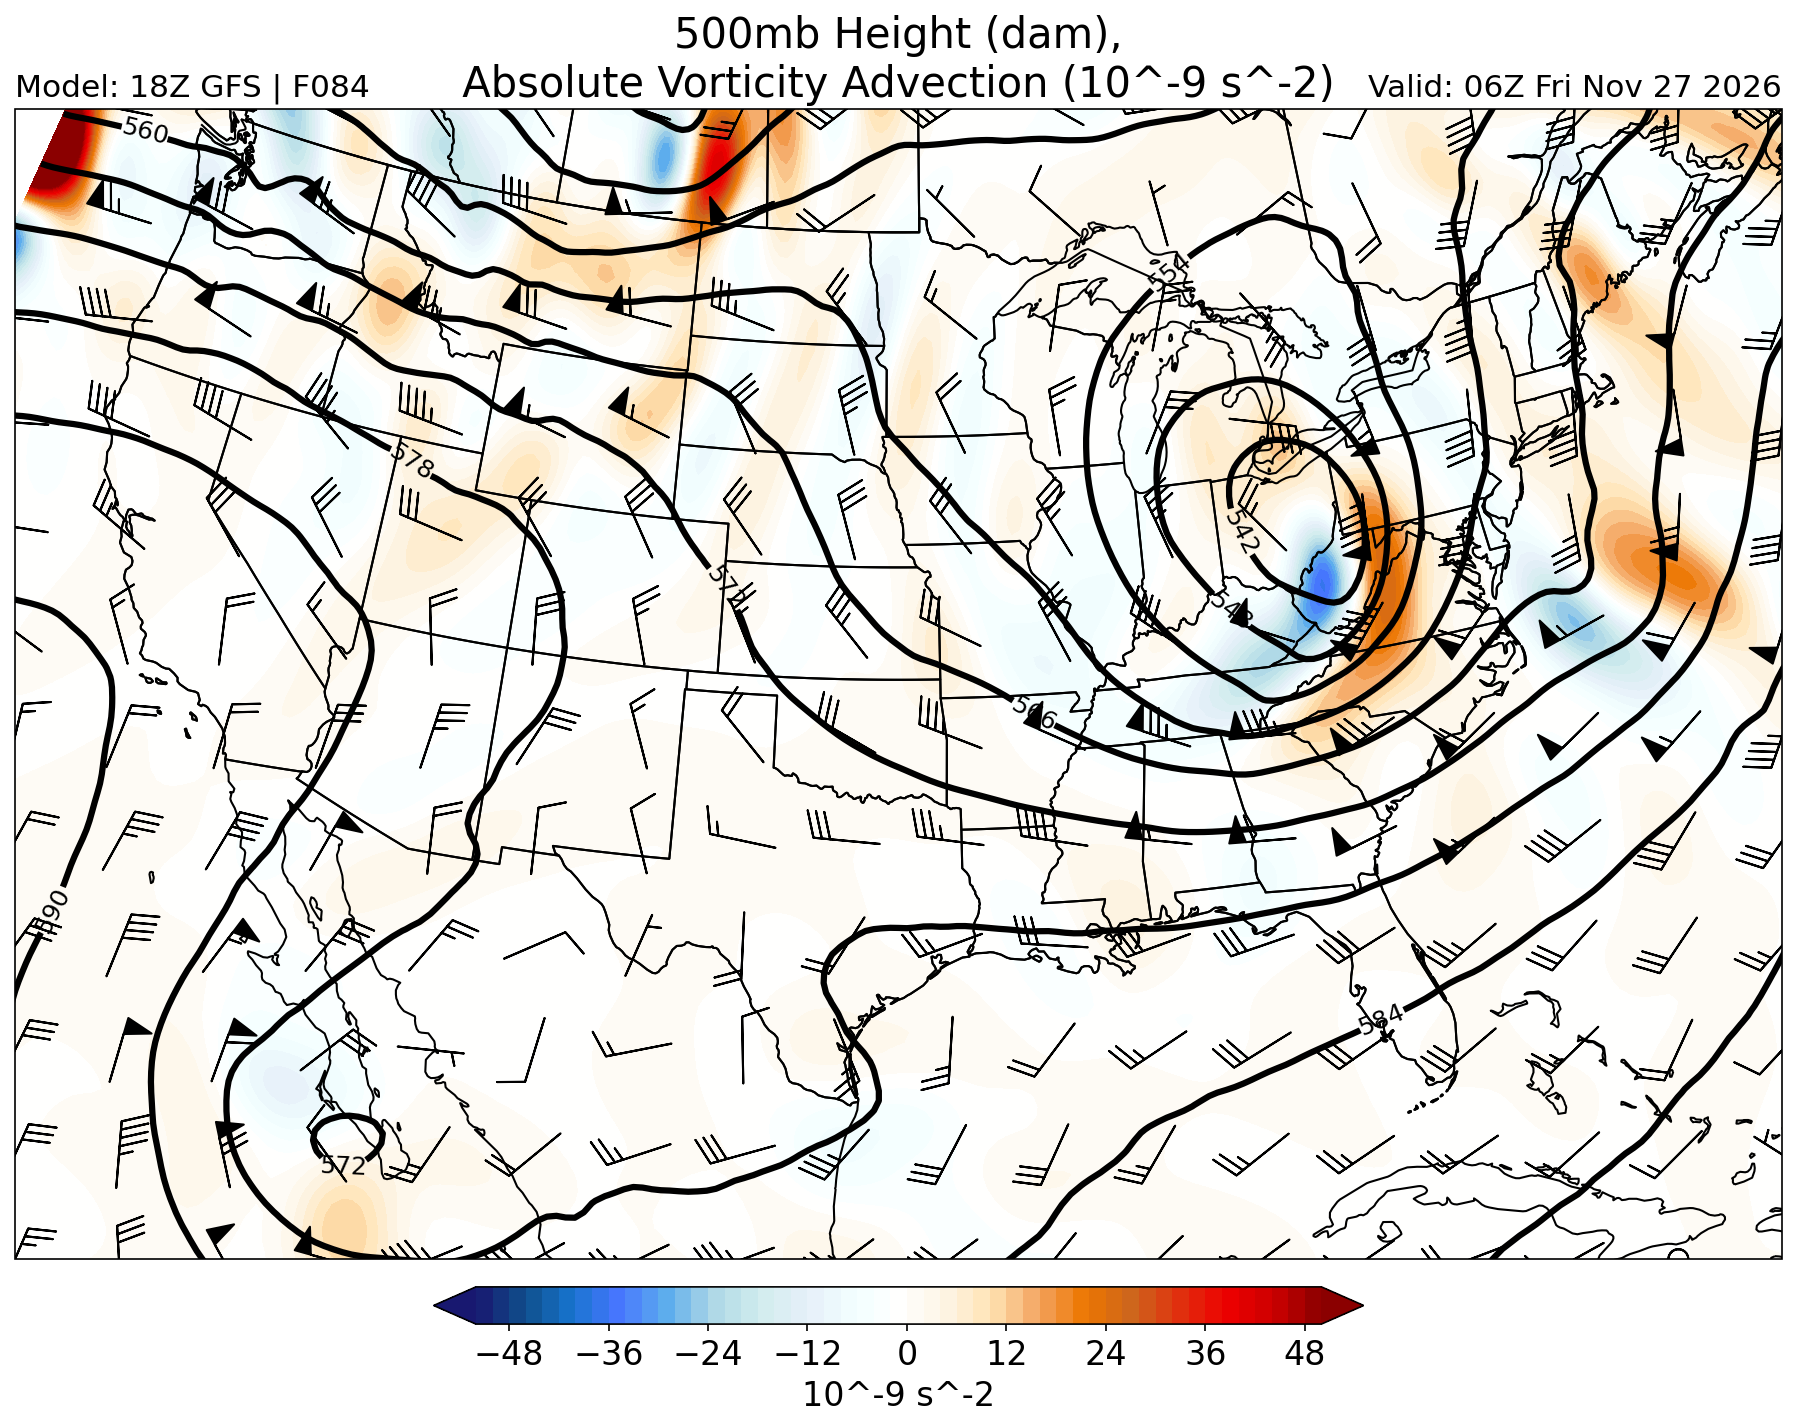 500mb Height (dam),
Model: 18Z GFS | F084
Absolute Vorticity Advection (10^-9 s^-2)
Valid: 06Z Fri Nov 27 2026
560
554
578
542
572
548
566
590
584
572
−48 −36 −24 −12 0 12 24 36 48
10^-9 s^-2